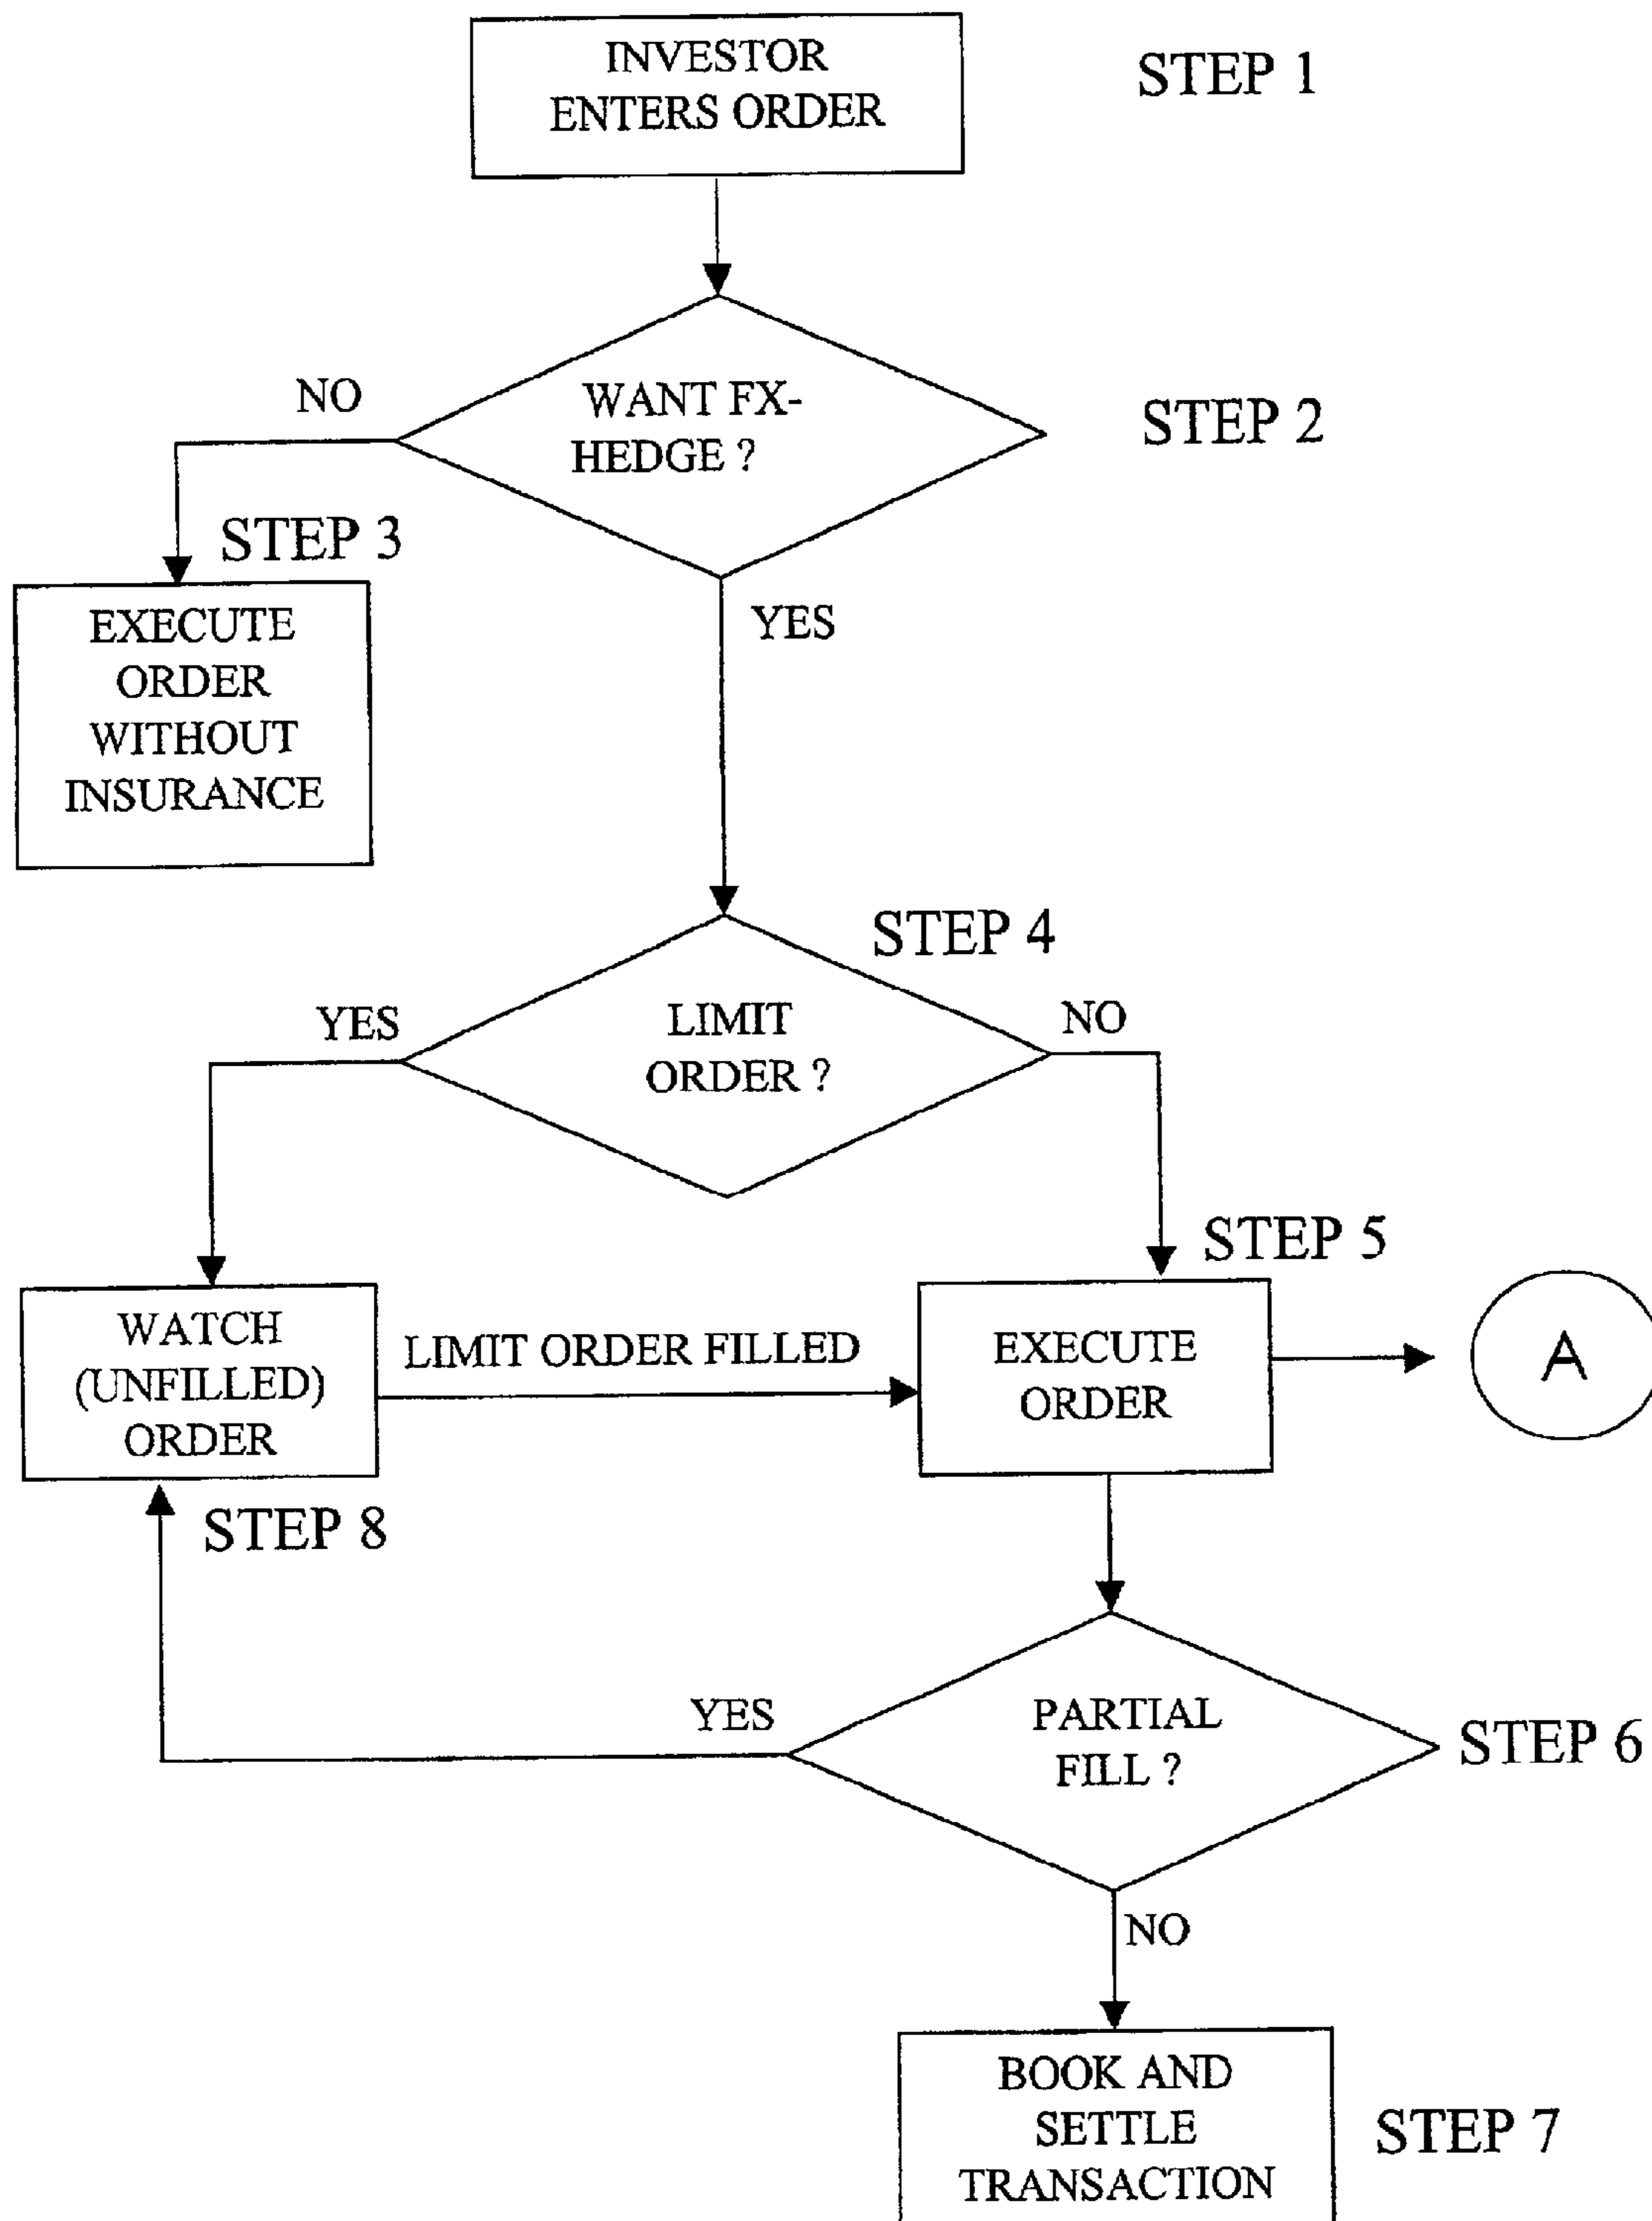 INVESTOR
ENTERS ORDER
STEP 1
NO
WANT FX-
HEDGE ?
STEP 2
STEP 3
EXECUTE
ORDER
WITHOUT
INSURANCE
YES
STEP 4
YES
LIMIT
ORDER ?
NO
STEP 5
WATCH
(UNFILLED)
ORDER
LIMIT ORDER FILLED
EXECUTE
ORDER
A
STEP 8
YES
PARTIAL
FILL ?
STEP 6
NO
BOOK AND
SETTLE
TRANSACTION
STEP 7